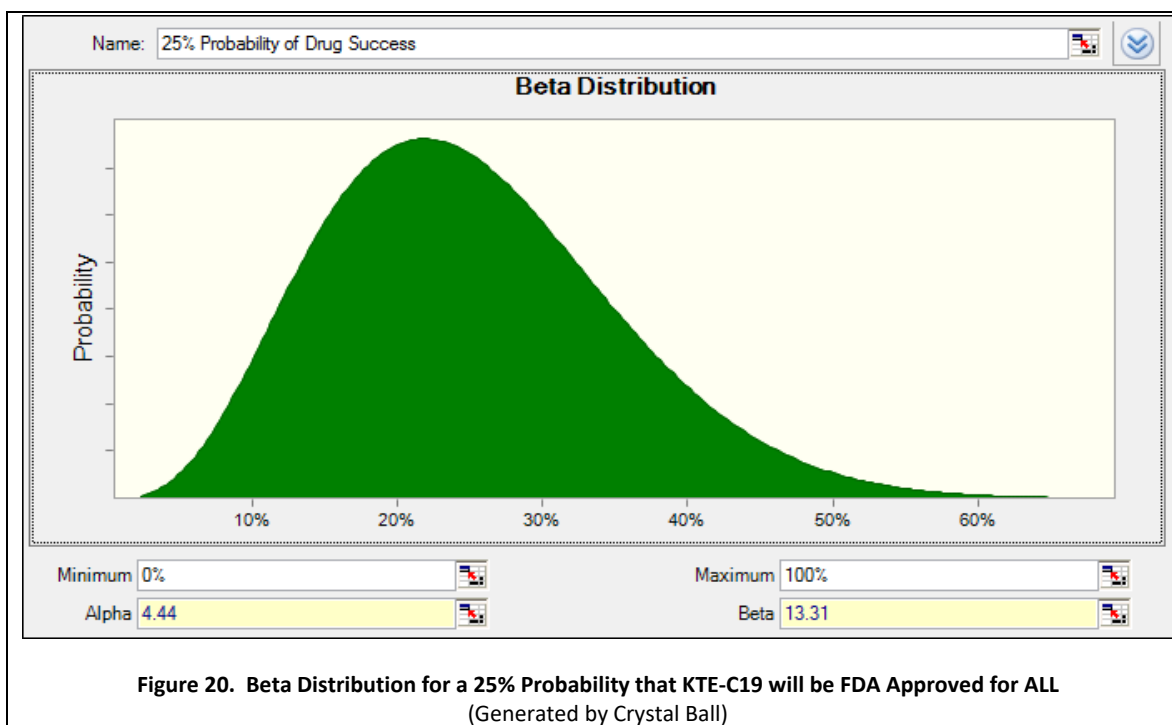 Name: 25% Probability of Drug Success
Beta Distribution
Probability
10% 20% 30% 40% 50% 60%
Minimum 0% Maximum 100%
Alpha 4.44 Beta 13.31
Figure 20. Beta Distribution for a 25% Probability that KTE-C19 will be FDA Approved for ALL
(Generated by Crystal Ball)